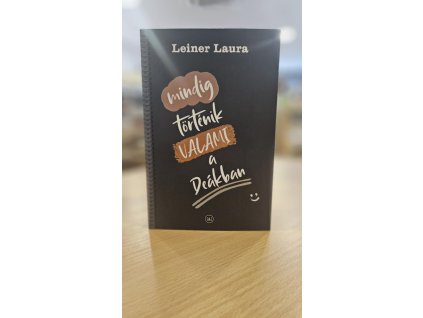 Leiner Laura
mindig
történik
VALAMI
a
Deákban